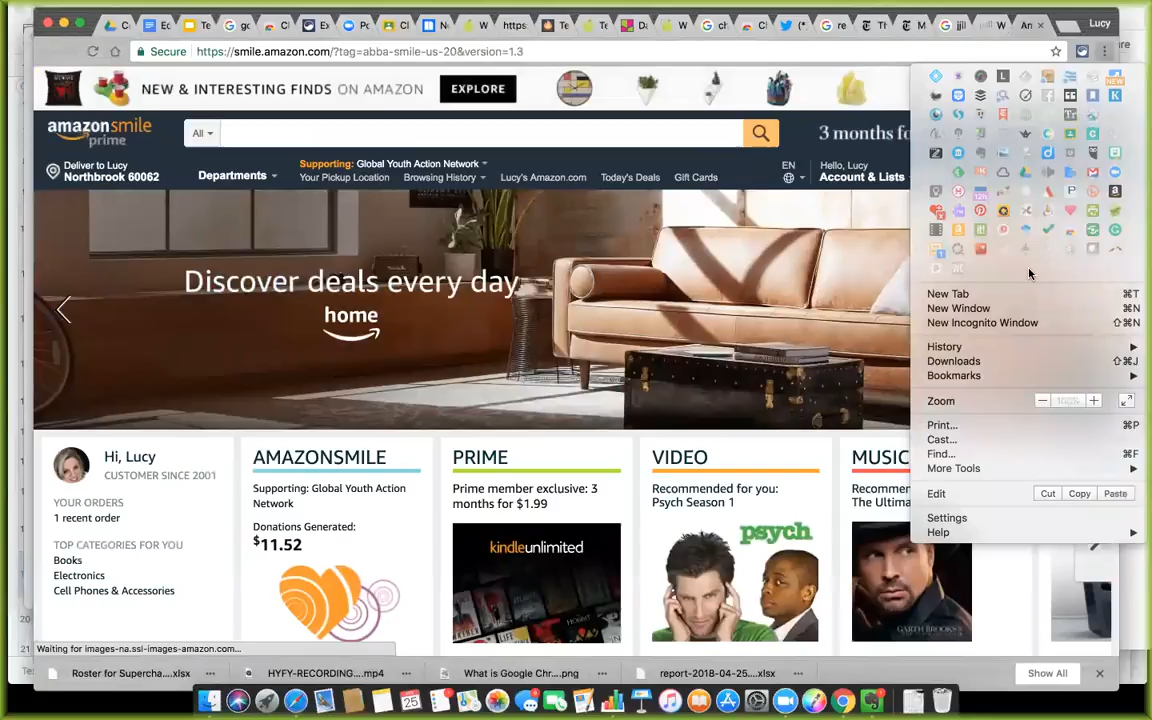 Lucy
Secure
https://smile.amazon.com/?tag=abba-smile-us-20&version=1.3
NEW & INTERESTING FINDS ON AMAZON
EXPLORE
amazonsmile
prime
All
3 months fo
Deliver to Lucy
Northbrook 60062
Departments
Supporting: Global Youth Action Network
Your Pickup Location
Browsing History
Lucy's Amazon.com
Today's Deals
Gift Cards
EN
Hello, Lucy
Account & Lists
Discover deals every day
home
New Tab ⌘T
New Window ⌘N
New Incognito Window ⇧⌘N
History
Downloads ⇧⌘J
Bookmarks
Zoom
Print... ⌘P
Cast...
Find... ⌘F
More Tools
Edit Cut Copy Paste
Settings
Help
Hi, Lucy
CUSTOMER SINCE 2001
YOUR ORDERS
1 recent order
TOP CATEGORIES FOR YOU
Books
Electronics
Cell Phones & Accessories
AMAZONSMILE
Supporting: Global Youth Action
Network
Donations Generated:
$11.52
PRIME
Prime member exclusive: 3
months for $1.99
kindleunlimited
VIDEO
Recommended for you:
Psych Season 1
psych
MUSIC
Recommen
The Ultima
GARTH BROOKS
Waiting for images-na.ssl-images-amazon.com...
Roster for Supercha....xlsx
HYFY-RECORDING....mp4
What is Google Chr....png
report-2018-04-25....xlsx
Show All